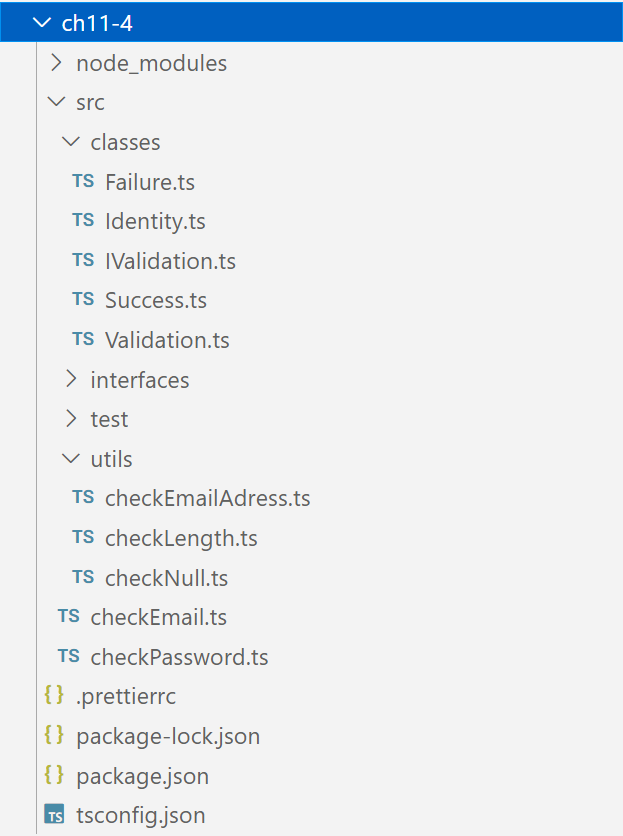 ch11-4
node_modules
src
classes
TS Failure.ts
TS Identity.ts
TS IValidation.ts
TS Success.ts
TS Validation.ts
interfaces
test
utils
TS checkEmailAdress.ts
TS checkLength.ts
TS checkNull.ts
TS checkEmail.ts
TS checkPassword.ts
{} .prettierrc
{} package-lock.json
{} package.json
TS tsconfig.json